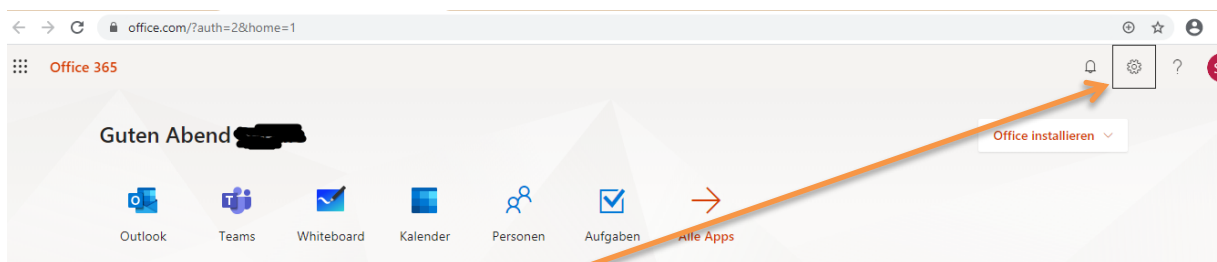 office.com/?auth=2&home=1
Office 365
?
S
Guten Abend
Office installieren
Outlook Teams Whiteboard Kalender Personen Aufgaben Alle Apps